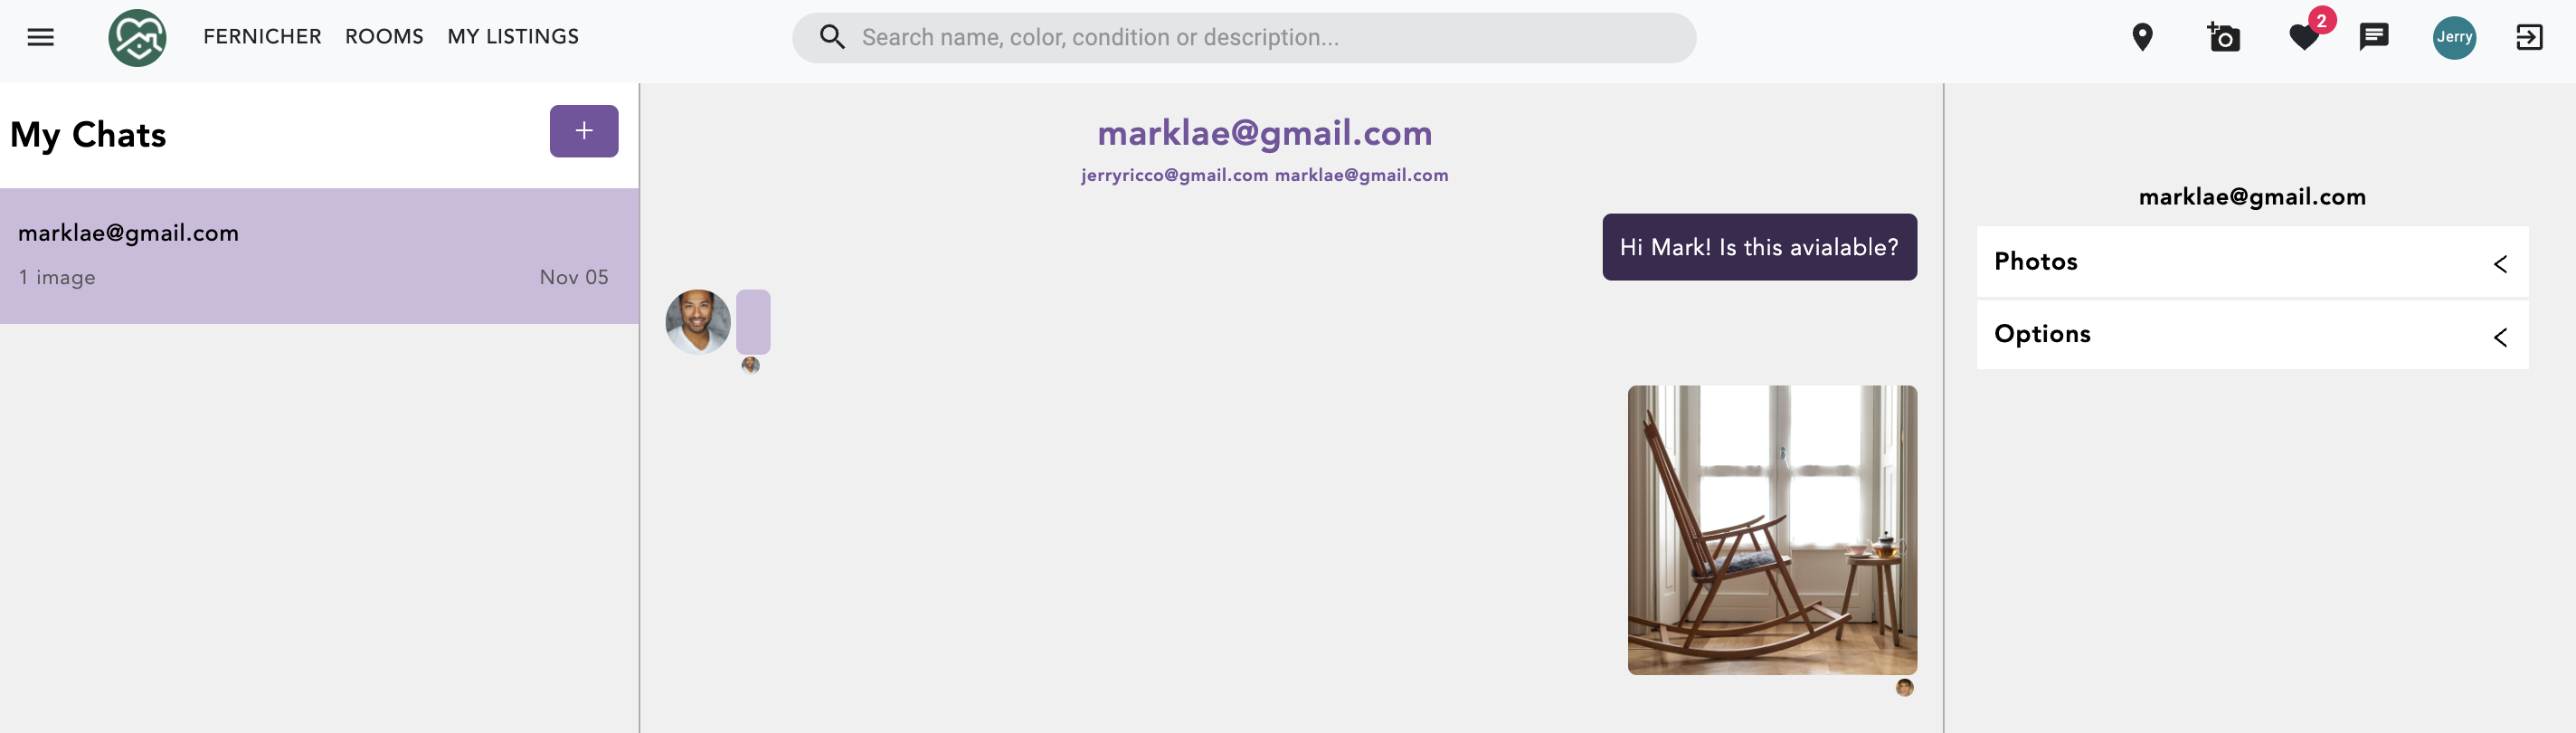 FERNICHER ROOMS MY LISTINGS
Search name, color, condition or description...
2
Jerry
My Chats
+
marklae@gmail.com
1 image Nov 05
marklae@gmail.com
jerryricco@gmail.com marklae@gmail.com
Hi Mark! Is this avialable?
marklae@gmail.com
Photos <
Options <